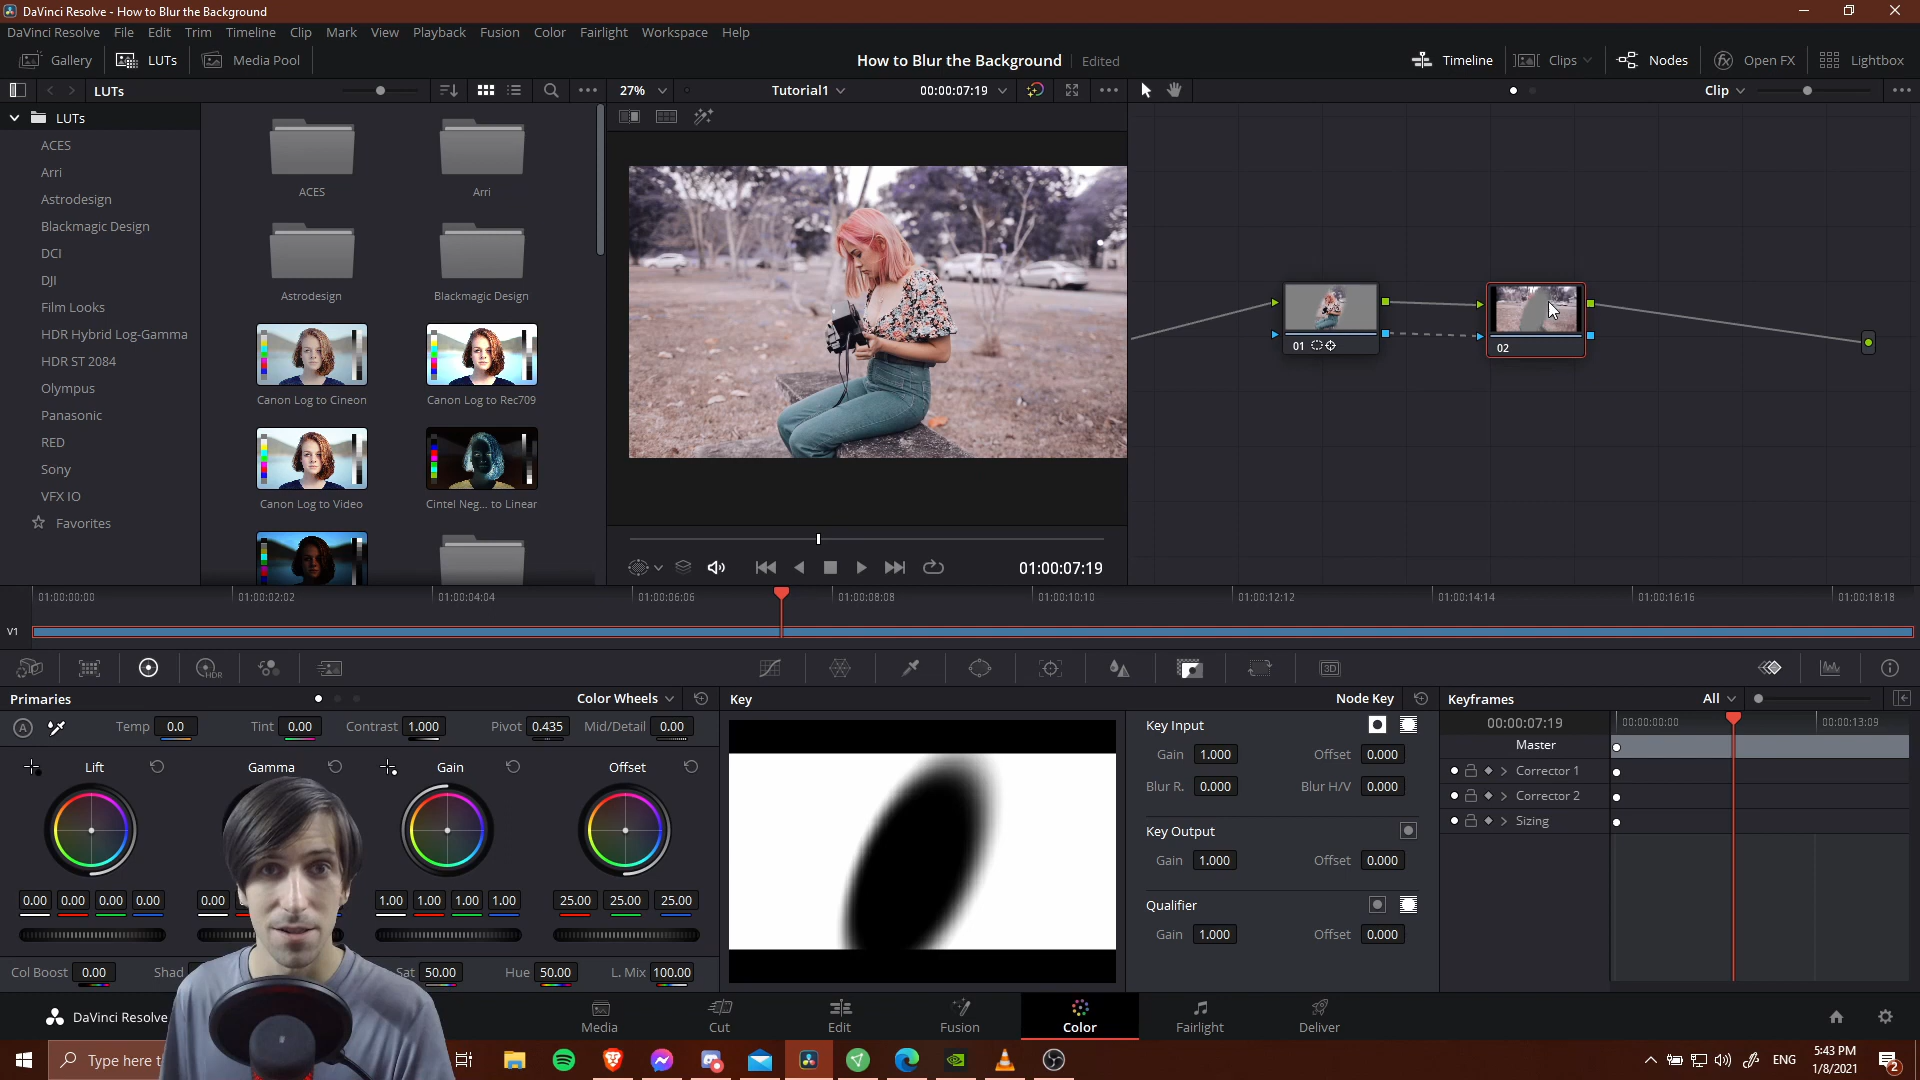 DaVinci Resolve - How to Blur the Background
DaVinci Resolve File Edit Trim Timeline Clip Mark View Playback Fusion Color Fairlight Workspace Help
Gallery LUTs Media Pool How to Blur the Background Edited Timeline Clips Nodes Open FX Lightbox
LUTs 27% Tutorial1 00:00:07:19 Clip
LUTs
ACES
Arri
Astrodesign
Blackmagic Design
DCI
DJI
Film Looks
HDR Hybrid Log-Gamma
HDR ST 2084
Olympus
Panasonic
RED
Sony
VFX IO
Favorites
ACES Arri
Astrodesign Blackmagic Design
Canon Log to Cineon Canon Log to Rec709
Canon Log to Video Cintel Neg... to Linear
01 02
01:00:07:19
01:00:00:00 01:00:02:02 01:00:04:04 01:00:06:06 01:00:08:08 01:00:10:10 01:00:12:12 01:00:14:14 01:00:16:16 01:00:18:18
V1
HDR 3D
Primaries Color Wheels
A Temp 0.0 Tint 0.00 Contrast 1.000 Pivot 0.435 Mid/Detail 0.00
Lift Gamma Gain Offset
0.00 0.00 0.00 0.00 0.00 1.00 1.00 1.00 1.00 25.00 25.00 25.00
Col Boost 0.00 Shad Sat 50.00 Hue 50.00 L. Mix 100.00
Key Node Key
Key Input
Gain 1.000 Offset 0.000
Blur R. 0.000 Blur H/V 0.000
Key Output
Gain 1.000 Offset 0.000
Qualifier
Gain 1.000 Offset 0.000
Keyframes All
00:00:07:19 00:00:00:00 00:00:13:09
Master
Corrector 1
Corrector 2
Sizing
DaVinci Resolve Media Cut Edit Fusion Color Fairlight Deliver
Type here t ENG 5:43 PM
1/8/2021 2